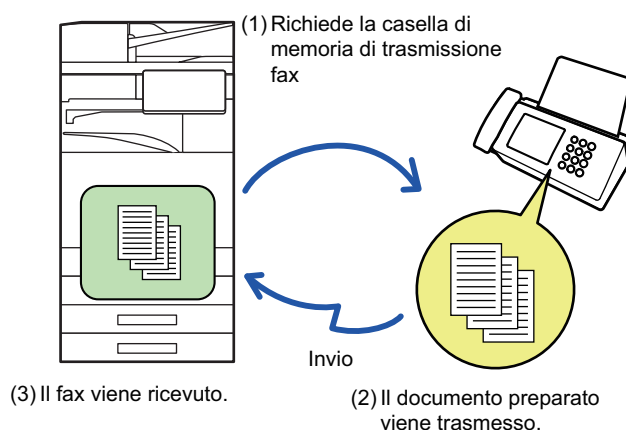 (1) Richiede la casella di
memoria di trasmissione
fax
Invio
(3) Il fax viene ricevuto.
(2) Il documento preparato
viene trasmesso.